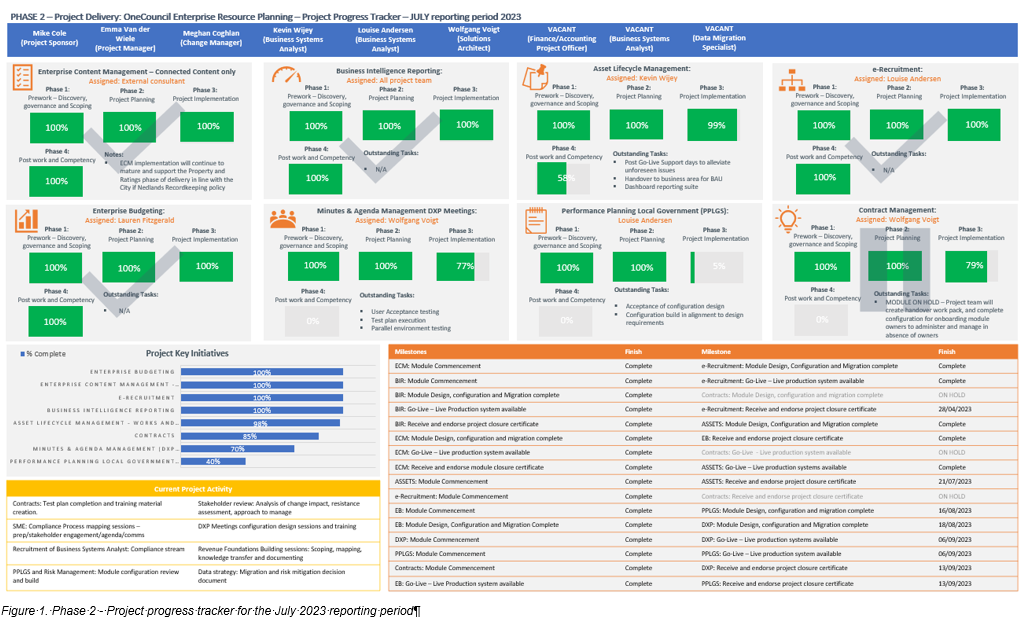 PHASE 2 – Project Delivery: OneCouncil Enterprise Resource Planning – Project Progress Tracker – JULY reporting period 2023
Mike Cole
(Project Sponsor)
Emma Van der
Wiele
(Project Manager)
Meghan Coghlan
(Change Manager)
Kevin Wijey
(Business Systems
Analyst)
Louise Andersen
(Business Systems
Analyst)
Wolfgang Voigt
(Solutions
Architect)
VACANT
(Finance/Accounting
Project Officer)
VACANT
(Business Systems
Analyst)
VACANT
(Data Migration
Specialist)
Enterprise Content Management – Connected Content only
Assigned: External consultant
Phase 1:
Prework – Discovery,
governance and Scoping
Phase 2:
Project Planning
Phase 3:
Project Implementation
100%
100%
100%
Phase 4:
Post work and Competency
100%
Notes:
• ECM implementation will continue to
mature and support the Property and
Ratings phase of delivery in line with the
City if Nedlands Recordkeeping policy
Business Intelligence Reporting:
Assigned: All project team
Phase 1:
Prework – Discovery,
governance and Scoping
Phase 2:
Project Planning
Phase 3:
Project Implementation
100%
100%
100%
Phase 4:
Post work and Competency
100%
Outstanding Tasks:
• N/A
Asset Lifecycle Management:
Assigned: Kevin Wijey
Phase 1:
Prework – Discovery,
governance and Scoping
Phase 2:
Project Planning
Phase 3:
Project Implementation
100%
100%
99%
Phase 4:
Post work and Competency
58%
Outstanding Tasks:
• Post Go-Live Support days to alleviate
unforeseen issues
• Handover to business area for BAU
• Dashboard reporting suite
e-Recruitment:
Assigned: Louise Andersen
Phase 1:
Prework – Discovery,
governance and Scoping
Phase 2:
Project Planning
Phase 3:
Project Implementation
100%
100%
100%
Phase 4:
Post work and Competency
100%
Outstanding Tasks:
• N/A
Enterprise Budgeting:
Assigned: Lauren Fitzgerald
Phase 1:
Prework – Discovery,
governance and Scoping
Phase 2:
Project Planning
Phase 3:
Project Implementation
100%
100%
100%
Phase 4:
Post work and Competency
100%
Outstanding Tasks:
• N/A
Minutes & Agenda Management DXP Meetings:
Assigned: Wolfgang Voigt
Phase 1:
Prework – Discovery,
governance and Scoping
Phase 2:
Project Planning
Phase 3:
Project Implementation
100%
100%
77%
Phase 4:
Post work and Competency
0%
Outstanding Tasks:
• User Acceptance testing
• Test plan execution
• Parallel environment testing
Performance Planning Local Government (PPLGS):
Louise Andersen
Phase 1:
Prework – Discovery,
governance and Scoping
Phase 2:
Project Planning
Phase 3:
Project Implementation
100%
100%
5%
Phase 4:
Post work and Competency
0%
Outstanding Tasks:
• Acceptance of configuration design
• Configuration build in alignment to design
requirements
Contract Management:
Assigned: Wolfgang Voigt
Phase 1:
Prework – Discovery,
governance and Scoping
Phase 2:
Project Planning
Phase 3:
Project Implementation
100%
100%
79%
Phase 4:
Post work and Competency
0%
Outstanding Tasks:
• MODULE ON HOLD – Project team will
create handover work pack, and complete
configuration for onboarding module
owners to administer and manage in
absence of owners
% Complete
Project Key Initiatives
ENTERPRISE BUDGETING 100%
ENTERPRISE CONTENT MANAGEMENT -... 100%
E-RECRUITMENT 100%
BUSINESS INTELLIGENCE REPORTING 100%
ASSET LIFECYCLE MANAGEMENT - WORKS AND... 98%
CONTRACTS 85%
MINUTES & AGENDA MANAGEMENT (DXP... 70%
PERFORMANCE PLANNING LOCAL GOVERNMENT... 40%
Current Project Activity
Contracts: Test plan completion and training material
creation.
Stakeholder review: Analysis of change impact, resistance
assessment, approach to manage
SME: Compliance Process mapping sessions –
prep/stakeholder engagement/agenda/comms
DXP Meetings configuration design sessions and training
Recruitment of Business Systems Analyst: Compliance stream
Revenue Foundations Building sessions: Scoping, mapping,
knowledge transfer and documenting
PPLGS and Risk Management: Module configuration review
and build
Data strategy: Migration and risk mitigation decision
document
Milestones Finish Milestone Finish
ECM: Module Commencement Complete e-Recruitment: Module Design, Configuration and Migration complete Complete
BIR: Module Commencement Complete e-Recruitment: Go-Live – Live production system available Complete
BIR: Module Design, configuration and Migration complete Complete Contracts: Module Design, Configuration and migration complete ON HOLD
BIR: Go-Live – Live Production system available Complete e-Recruitment: Receive and endorse project closure certificate 28/04/2023
BIR: Receive and endorse project closure certificate Complete ASSETS: Module Design, Configuration and Migration complete Complete
ECM: Module Design, configuration and migration complete Complete EB: Receive and endorse project closure certificate Complete
ECM: Go-Live – Live production system available Complete Contracts: Go-Live - Live production system available ON HOLD
ECM: Receive and endorse module closure certificate Complete ASSETS: Go-Live – Live production systems available Complete
ASSETS: Module Commencement Complete ASSETS: Receive and endorse project closure certificate 21/07/2023
e-Recruitment: Module Commencement Complete Contracts: Receive and endorse project closure certificate ON HOLD
EB: Module Commencement Complete PPLGS: Module Design, configuration and migration complete 16/08/2023
EB: Module Design, Configuration and Migration Complete Complete DXP: Module Design, Configuration and migration complete 18/08/2023
DXP: Module Commencement Complete DXP: Go-Live – Live production systems available 06/09/2023
PPLGS: Module Commencement Complete PPLGS: Go-Live – Live production system available 06/09/2023
Contracts: Module Commencement Complete DXP: Receive and endorse project closure certificate 13/09/2023
EB: Go-Live – Live Production system available Complete PPLGS: Receive and endorse project closure certificate 13/09/2023
Figure·1.·Phase·2·-·Project·progress·tracker·for·the·July·2023·reporting·period¶